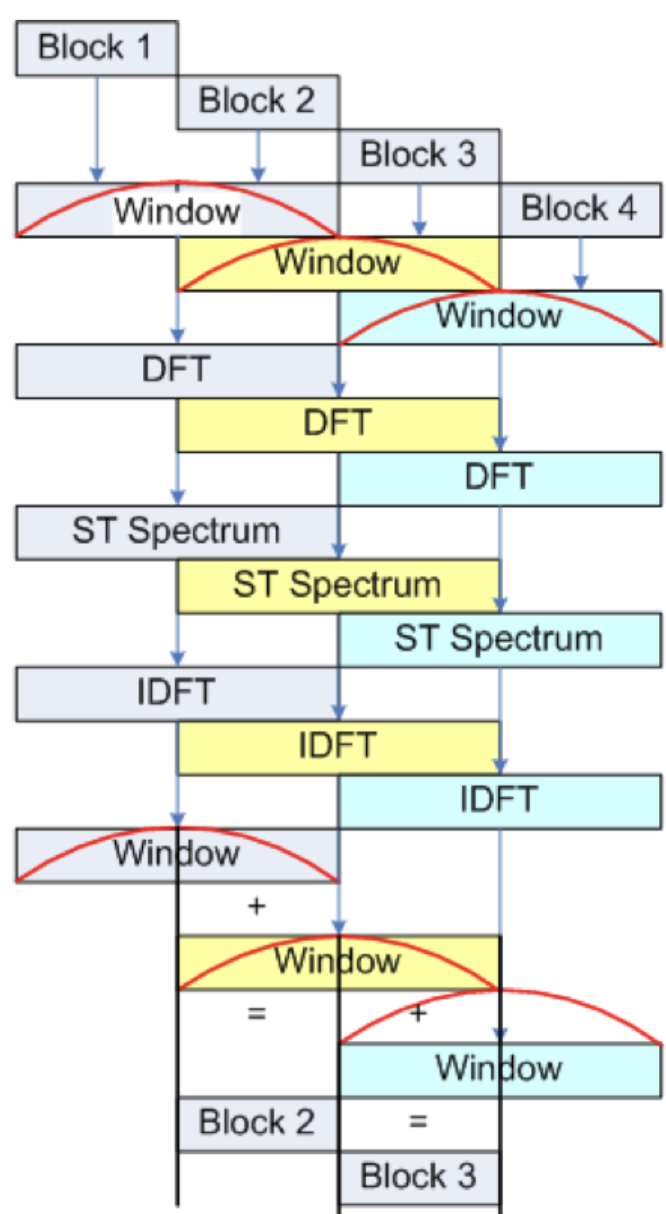 Block 1
Block 2
Block 3
Window
Block 4
Window
Window
DFT
DFT
DFT
ST Spectrum
ST Spectrum
ST Spectrum
IDFT
IDFT
IDFT
Window
+
Window
= +
Window
Block 2 =
Block 3